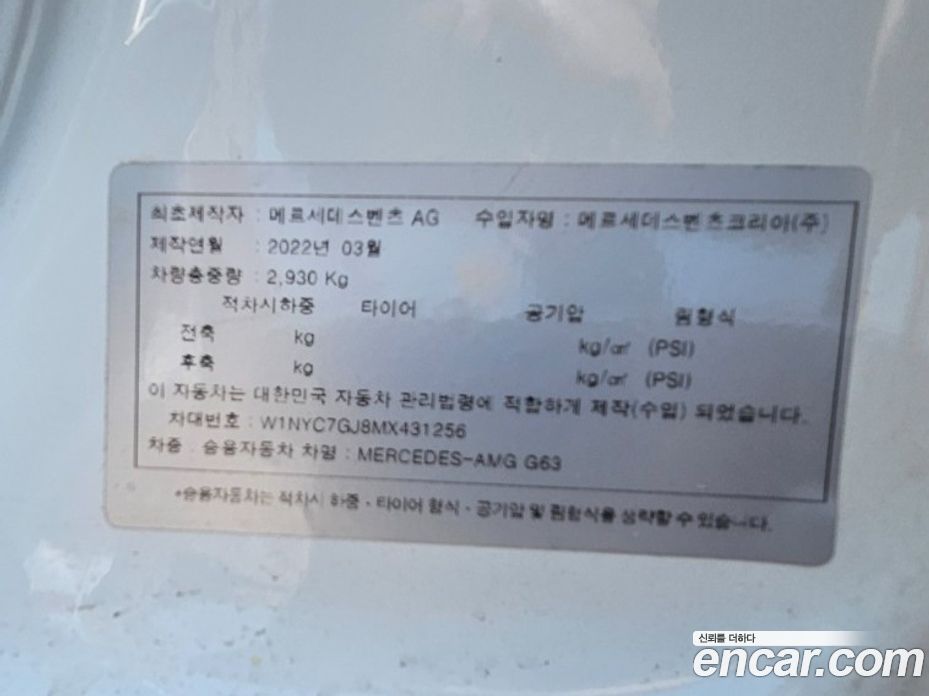 최초제작자 : 메르세데스벤츠 AG 수입자명 : 메르세데스벤츠코리아(주)
제작연월 : 2022년 03월
차량총중량 : 2,930 Kg
적차시하중 타이어 공기압 림형식
전축 kg kg/㎠ (PSI)
후축 kg kg/㎠ (PSI)
이 자동차는 대한민국 자동차 관리법령에 적합하게 제작(수입) 되었습니다.
차대번호 : W1NYC7GJ8MX431256
차종 : 승용자동차 차명 : MERCEDES-AMG G63
*승용자동차는 적차시 하중·타이어 형식·공기압 및 림형식을 생략할 수 있습니다.
신뢰를 더하다
encar.com